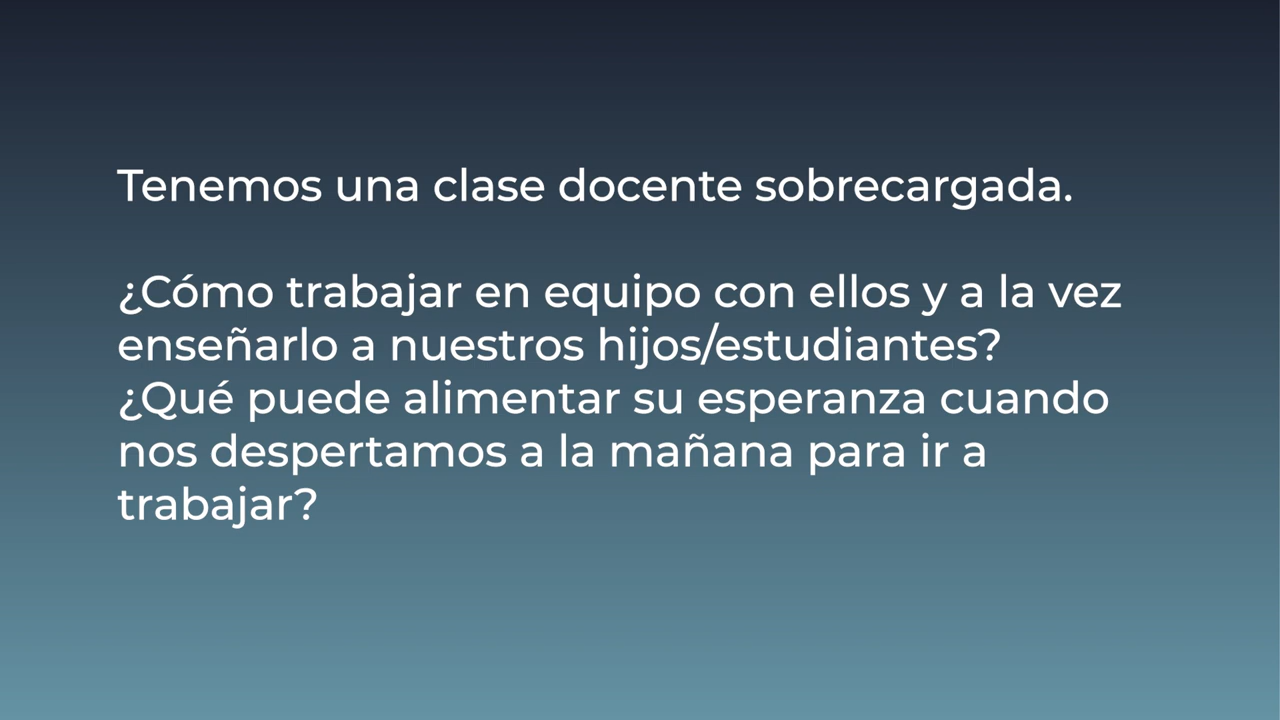 Tenemos una clase docente sobrecargada.
¿Cómo trabajar en equipo con ellos y a la vez
enseñarlo a nuestros hijos/estudiantes?
¿Qué puede alimentar su esperanza cuando
nos despertamos a la mañana para ir a
trabajar?